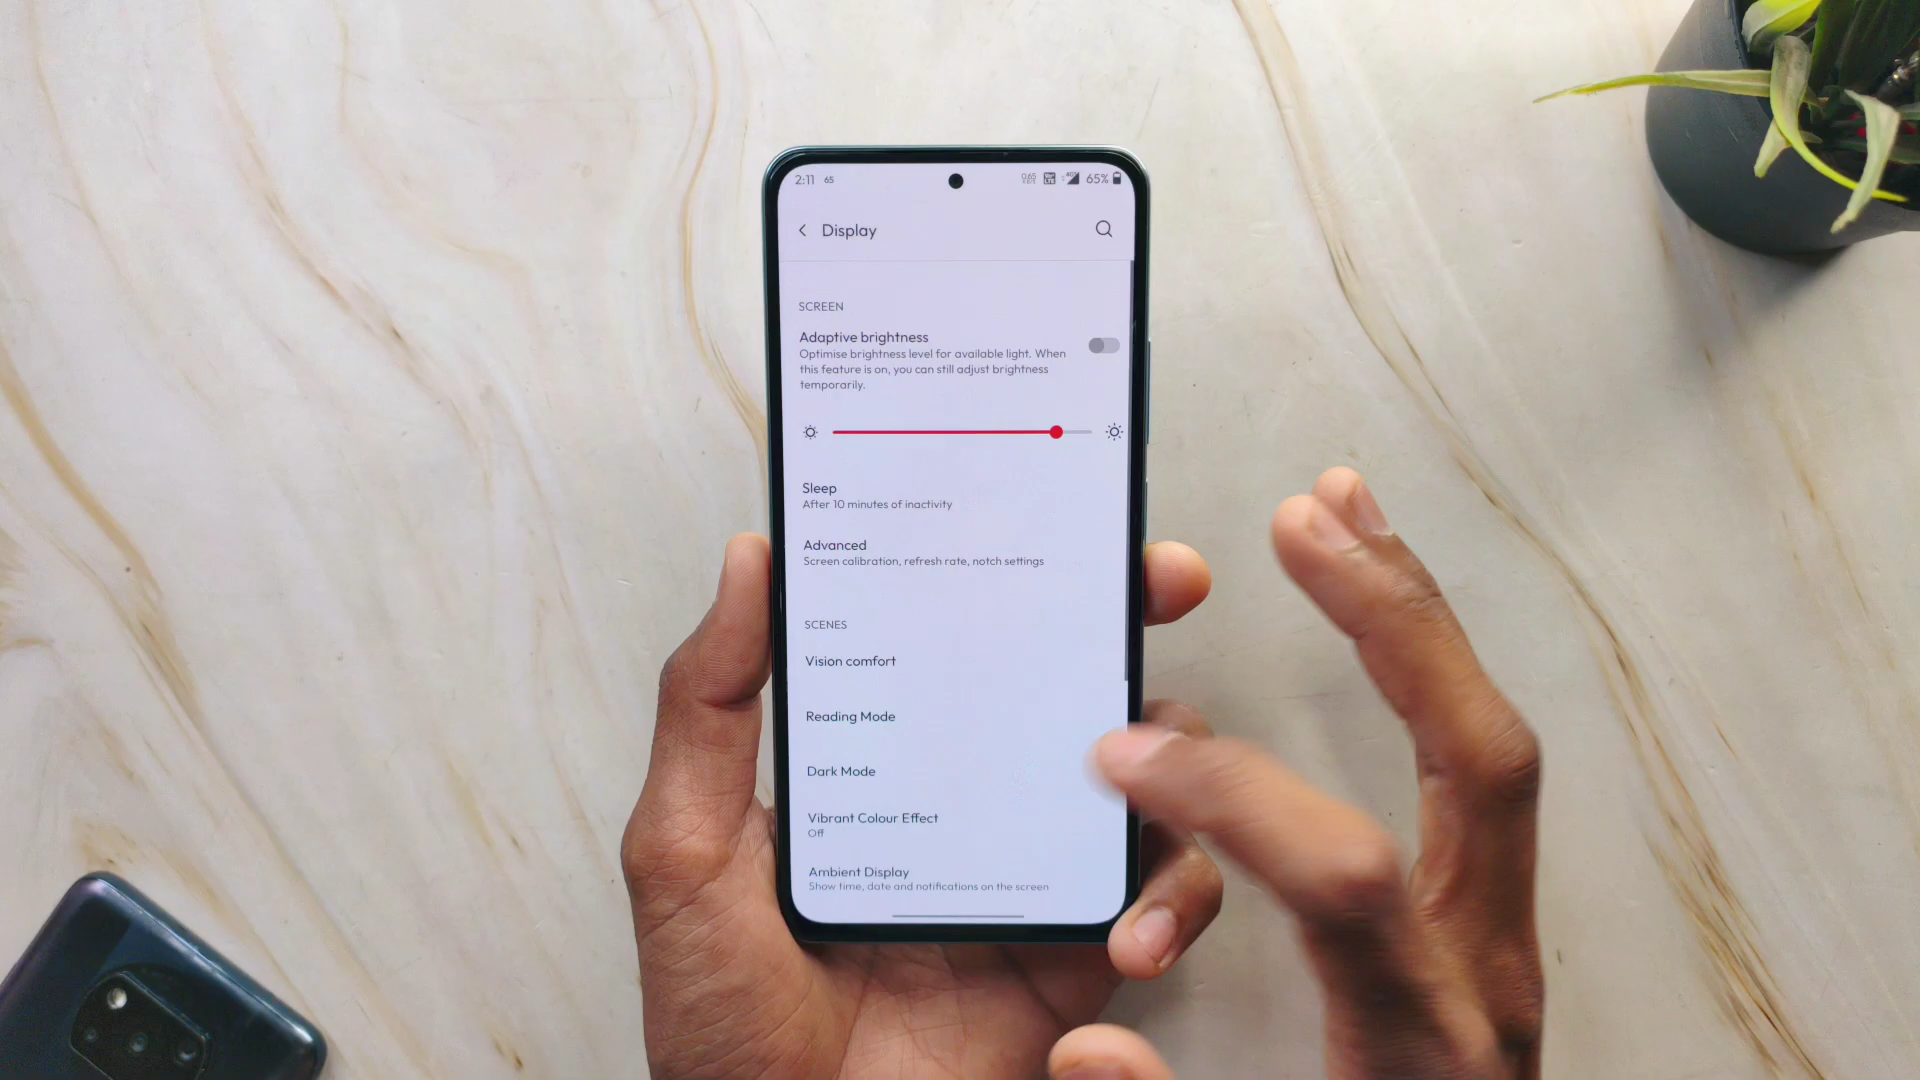 2:11 65 65%
Display
SCREEN
Adaptive brightness
Optimise brightness level for available light. When
this feature is on, you can still adjust brightness
temporarily.
Sleep
After 10 minutes of inactivity
Advanced
Screen calibration, refresh rate, notch settings
SCENES
Vision comfort
Reading Mode
Dark Mode
Vibrant Colour Effect
Off
Ambient Display
Show time, date and notifications on the screen